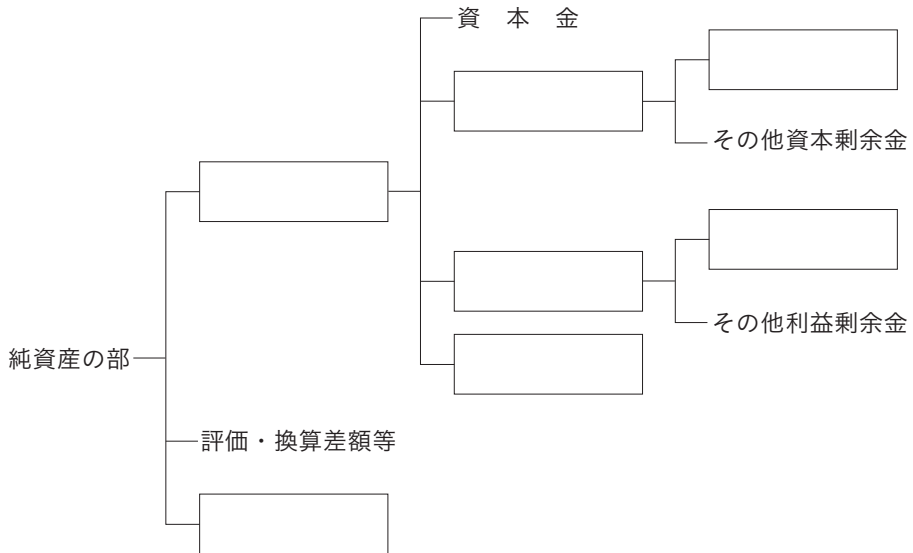 資　本　金
その他資本剰余金
その他利益剰余金
純資産の部
評価・換算差額等